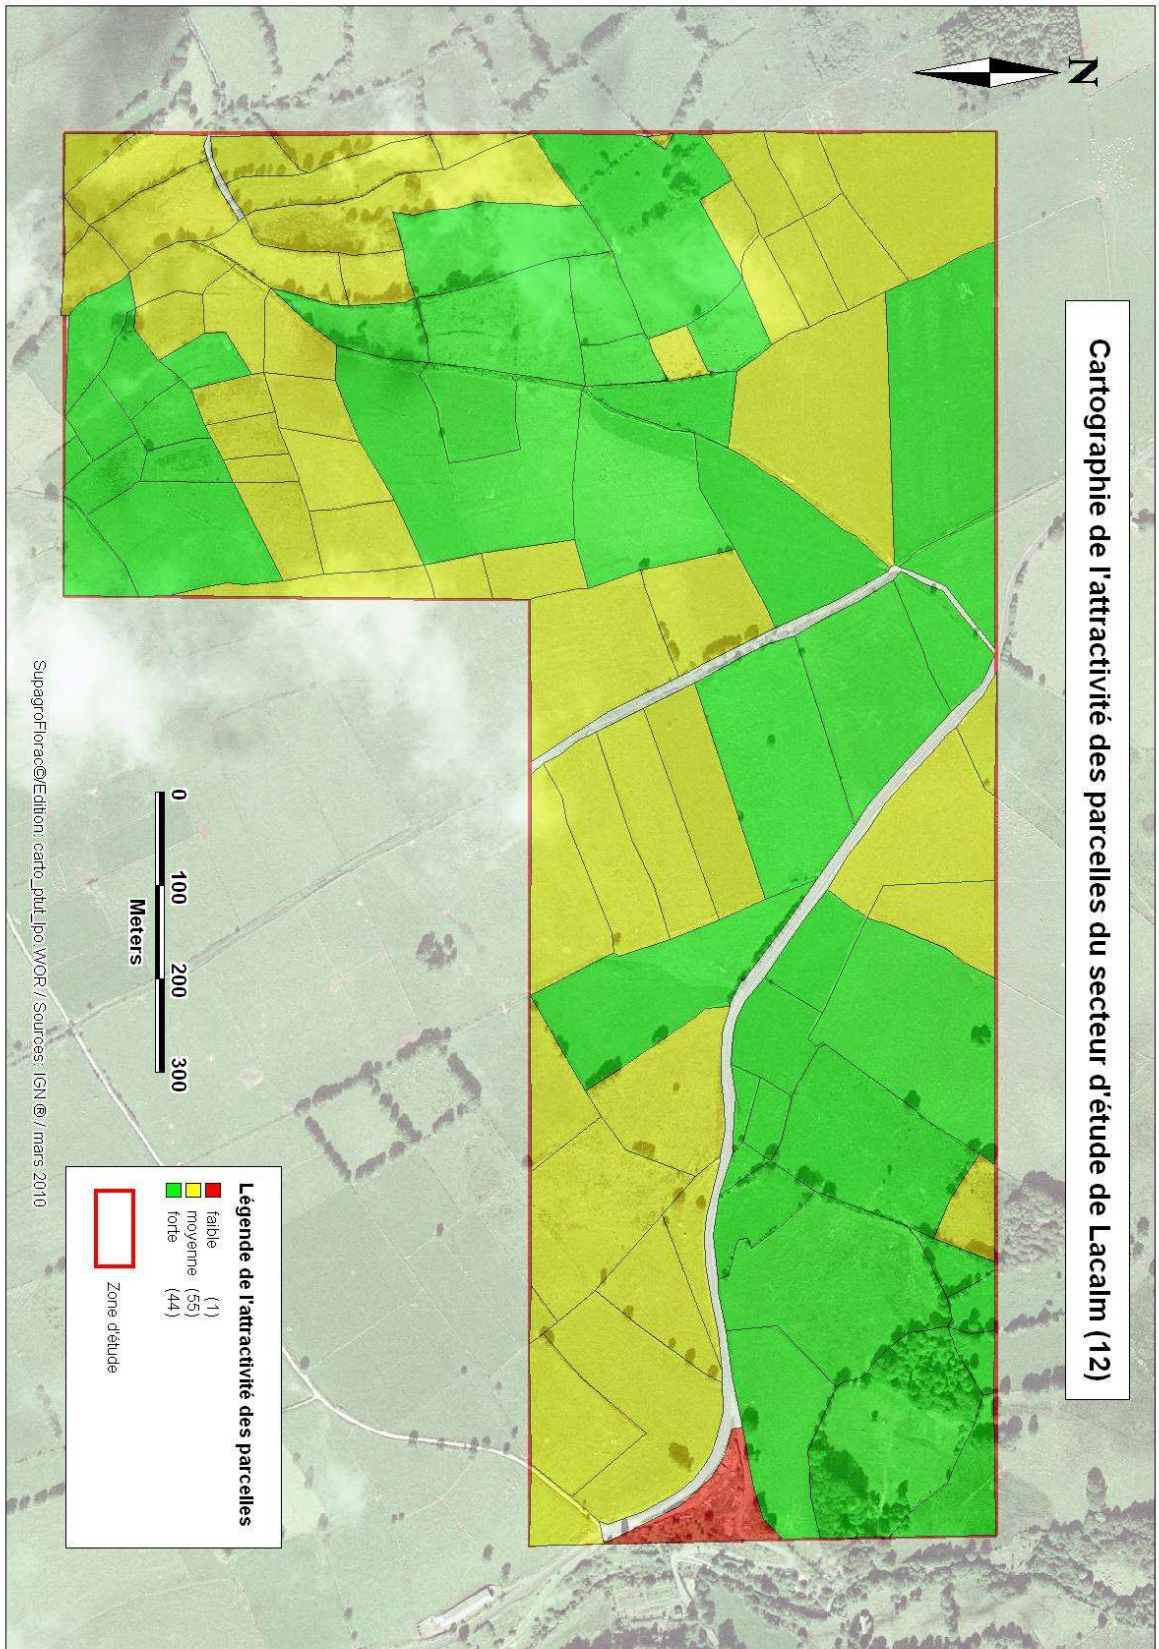 Cartographie de l'attractivité des parcelles du secteur d'étude de Lacalm (12)
N
0 100 200 300
Meters
Légende de l'attractivité des parcelles
faible (1)
moyenne (55)
forte (44)
Zone d'étude
SupagroFlorac©/Edition: carto_ptut_lpo.WOR / Sources: IGN ® / mars 2010